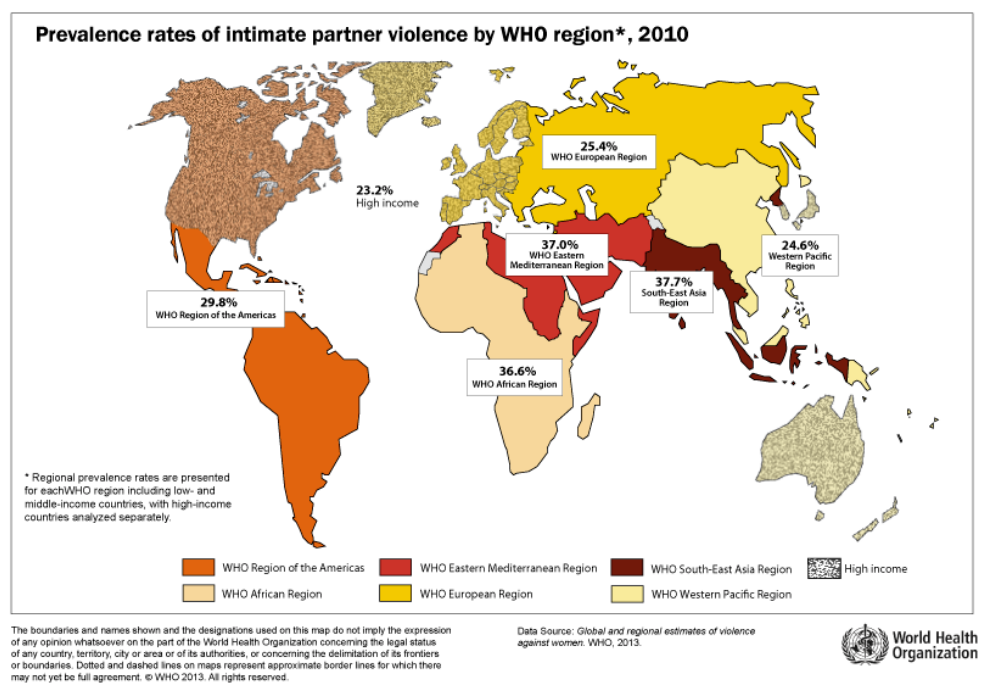 Prevalence rates of intimate partner violence by WHO region*, 2010
25.4%
WHO European Region
23.2%
High income
37.0%
WHO Eastern
Mediterranean Region
24.6%
Western Pacific
Region
37.7%
South-East Asia
Region
29.8%
WHO Region of the Americas
36.6%
WHO African Region
* Regional prevalence rates are presented
for eachWHO region including low- and
middle-income countries, with high-income
countries analyzed separately.
WHO Region of the Americas
WHO Eastern Mediterranean Region
WHO South-East Asia Region
High income
WHO African Region
WHO European Region
WHO Western Pacific Region
The boundaries and names shown and the designations used on this map do not imply the expression
of any opinion whatsoever on the part of the World Health Organization concerning the legal status
of any country, territory, city or area or of its authorities, or concerning the delimitation of its frontiers
or boundaries. Dotted and dashed lines on maps represent approximate border lines for which there
may not yet be full agreement. © WHO 2013. All rights reserved.
Data Source: Global and regional estimates of violence
against women. WHO, 2013.
World Health
Organization